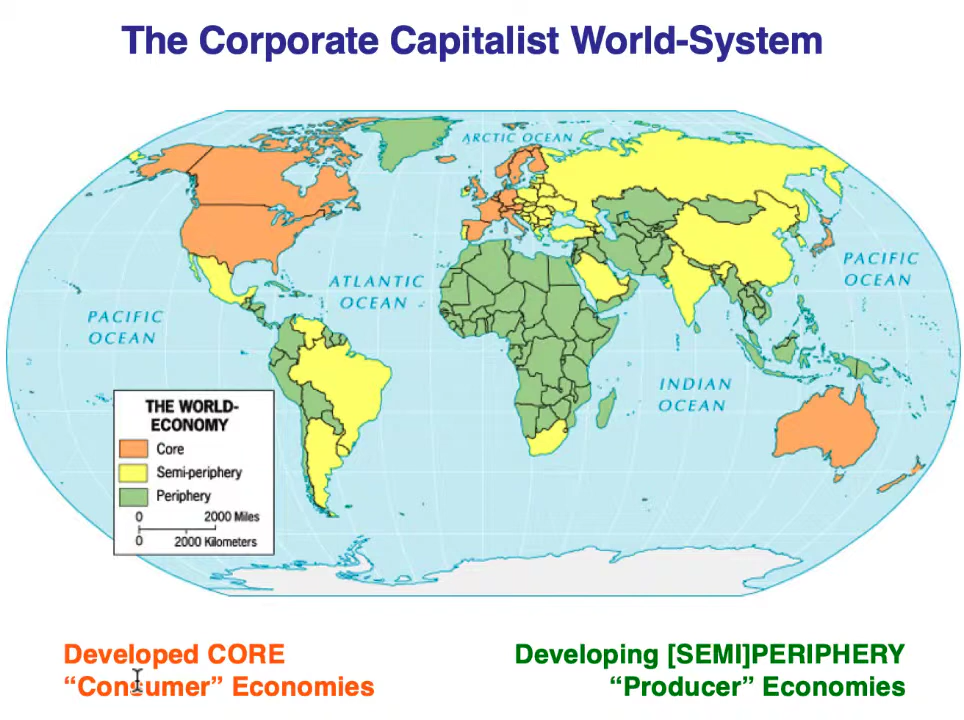 The Corporate Capitalist World-System
ARCTIC OCEAN
ATLANTIC
OCEAN
PACIFIC
OCEAN
PACIFIC
OCEAN
INDIAN
OCEAN
THE WORLD-
ECONOMY
Core
Semi-periphery
Periphery
0 2000 Miles
0 2000 Kilometers
Developed CORE
“Consumer” Economies
Developing [SEMI]PERIPHERY
“Producer” Economies